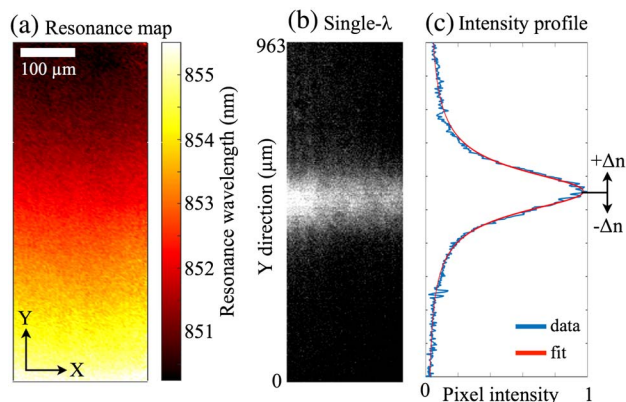 (a) Resonance map
100 µm
Y
X
855
854
853
852
851
Resonance wavelength (nm)
(b) Single-λ
963
Y direction (µm)
0
(c) Intensity profile
+Δn
-Δn
data
fit
0
1
Pixel intensity